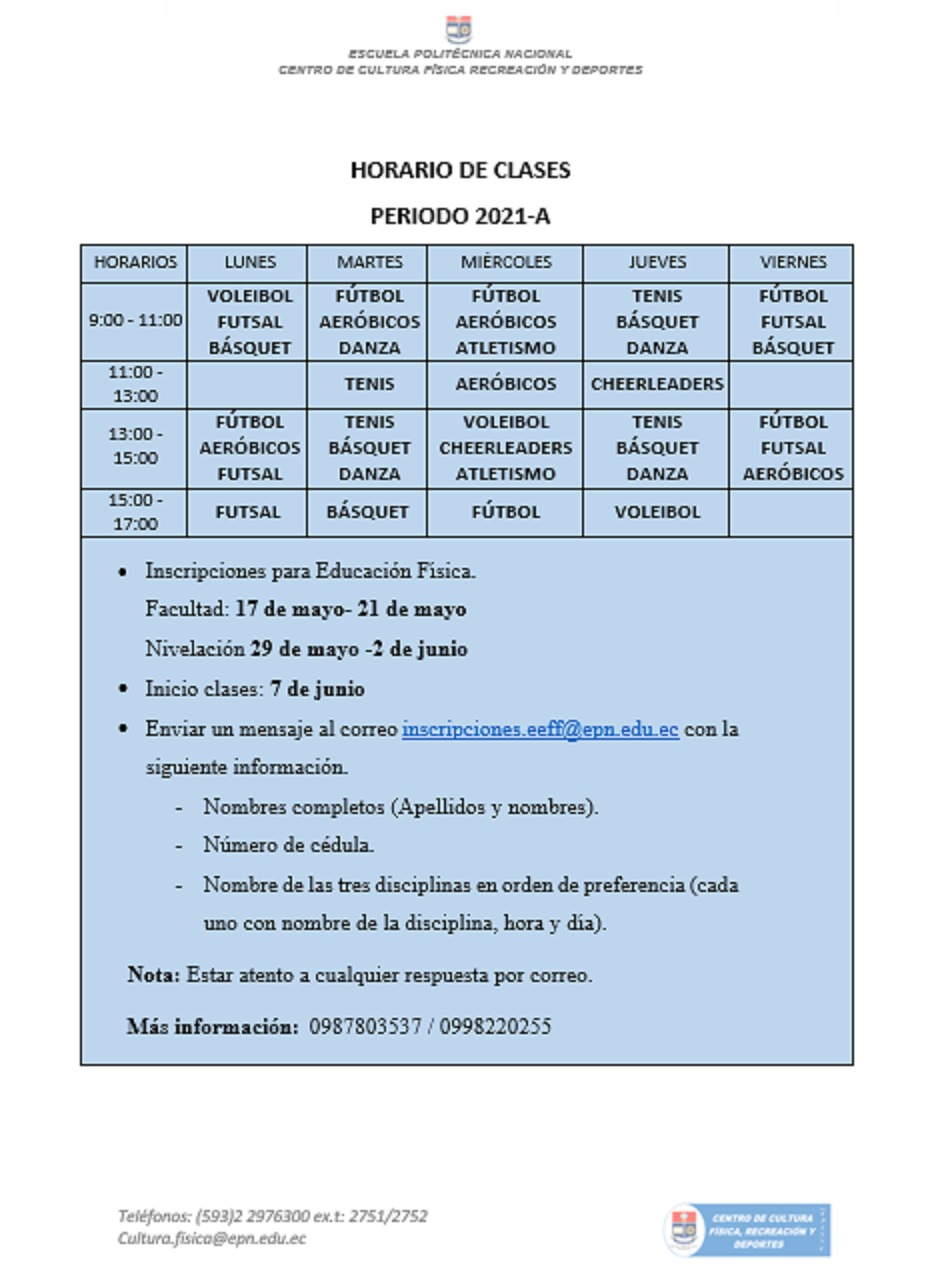 ESCUELA POLITÉCNICA NACIONAL
CENTRO DE CULTURA FÍSICA RECREACIÓN Y DEPORTES
HORARIO DE CLASES
PERIODO 2021-A
HORARIOS LUNES MARTES MIÉRCOLES JUEVES VIERNES
9:00 - 11:00
VOLEIBOL FÚTBOL FÚTBOL TENIS FÚTBOL
FUTSAL AERÓBICOS AERÓBICOS BÁSQUET FUTSAL
BÁSQUET DANZA ATLETISMO DANZA BÁSQUET
11:00 -
13:00
TENIS AERÓBICOS CHEERLEADERS
13:00 -
15:00
FÚTBOL TENIS VOLEIBOL TENIS FÚTBOL
AERÓBICOS BÁSQUET CHEERLEADERS BÁSQUET FUTSAL
FUTSAL DANZA ATLETISMO DANZA AERÓBICOS
15:00 -
17:00
FUTSAL BÁSQUET FÚTBOL VOLEIBOL
• Inscripciones para Educación Física.
Facultad: 17 de mayo- 21 de mayo
Nivelación 29 de mayo -2 de junio
• Inicio clases: 7 de junio
• Enviar un mensaje al correo inscripciones.eeff@epn.edu.ec con la
siguiente información.
- Nombres completos (Apellidos y nombres).
- Número de cédula.
- Nombre de las tres disciplinas en orden de preferencia (cada
uno con nombre de la disciplina, hora y día).
Nota: Estar atento a cualquier respuesta por correo.
Más información: 0987803537 / 0998220255
Teléfonos: (593)2 2976300 ex.t: 2751/2752
Cultura.fisica@epn.edu.ec
CENTRO DE CULTURA
FÍSICA, RECREACIÓN Y
DEPORTES